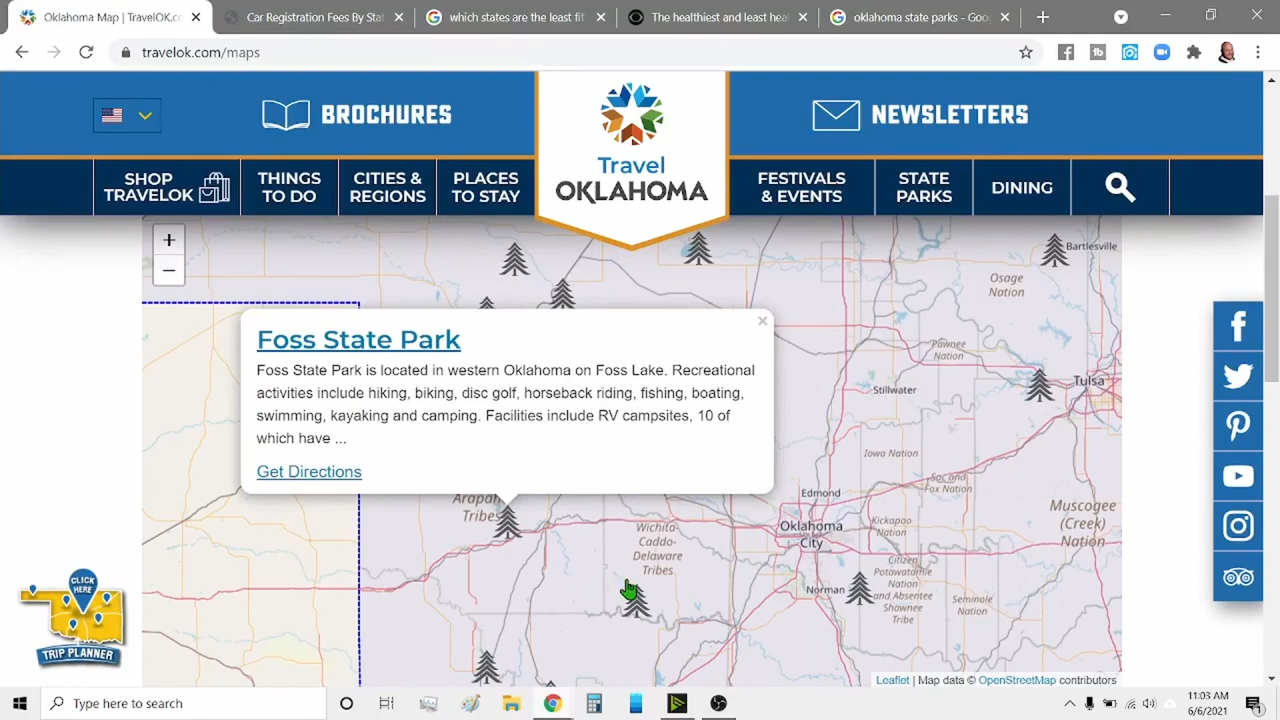 Oklahoma Map | TravelOK.co
Car Registration Fees By Sta
which states are the least fit
The healthiest and least heal
oklahoma state parks - Goo
travelok.com/maps
BROCHURES
NEWSLETTERS
Travel
OKLAHOMA
SHOP
TRAVELOK
THINGS
TO DO
CITIES &
REGIONS
PLACES
TO STAY
FESTIVALS
& EVENTS
STATE
PARKS
DINING
+
−
Bartlesville
Osage
Nation
Foss State Park
Foss State Park is located in western Oklahoma on Foss Lake. Recreational
activities include hiking, biking, disc golf, horseback riding, fishing, boating,
swimming, kayaking and camping. Facilities include RV campsites, 10 of
which have ...
Get Directions
Pawnee
Nation
Stillwater
Tulsa
Iowa Nation
Sac and
Fox Nation
Arapah
Tribes
Edmond
Oklahoma
City
Kickapoo
Nation
Muscogee
(Creek)
Nation
Wichita-
Caddo-
Delaware
Tribes
Citizen
Potawatomie
Nation
and Absentee
Shawnee
Tribe
Norman
Seminole
Nation
CLICK
HERE
TRIP PLANNER
Leaflet | Map data © OpenStreetMap contributors
Type here to search
11:03 AM
6/6/2021